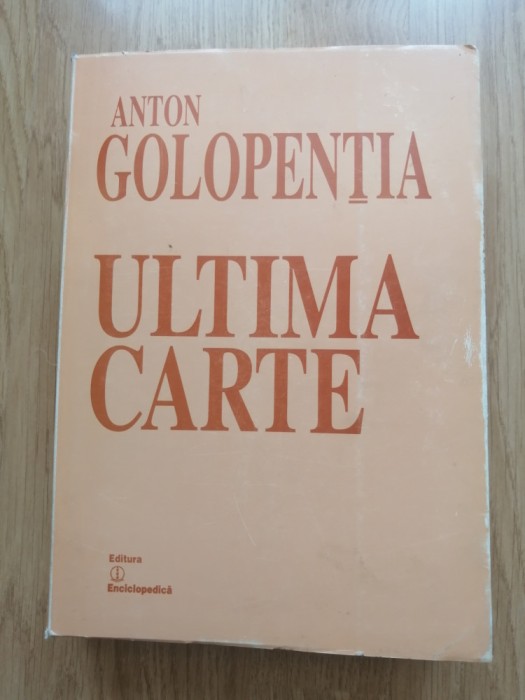 ANTON
GOLOPENȚIA
ULTIMA
CARTE
Editura
Enciclopedică